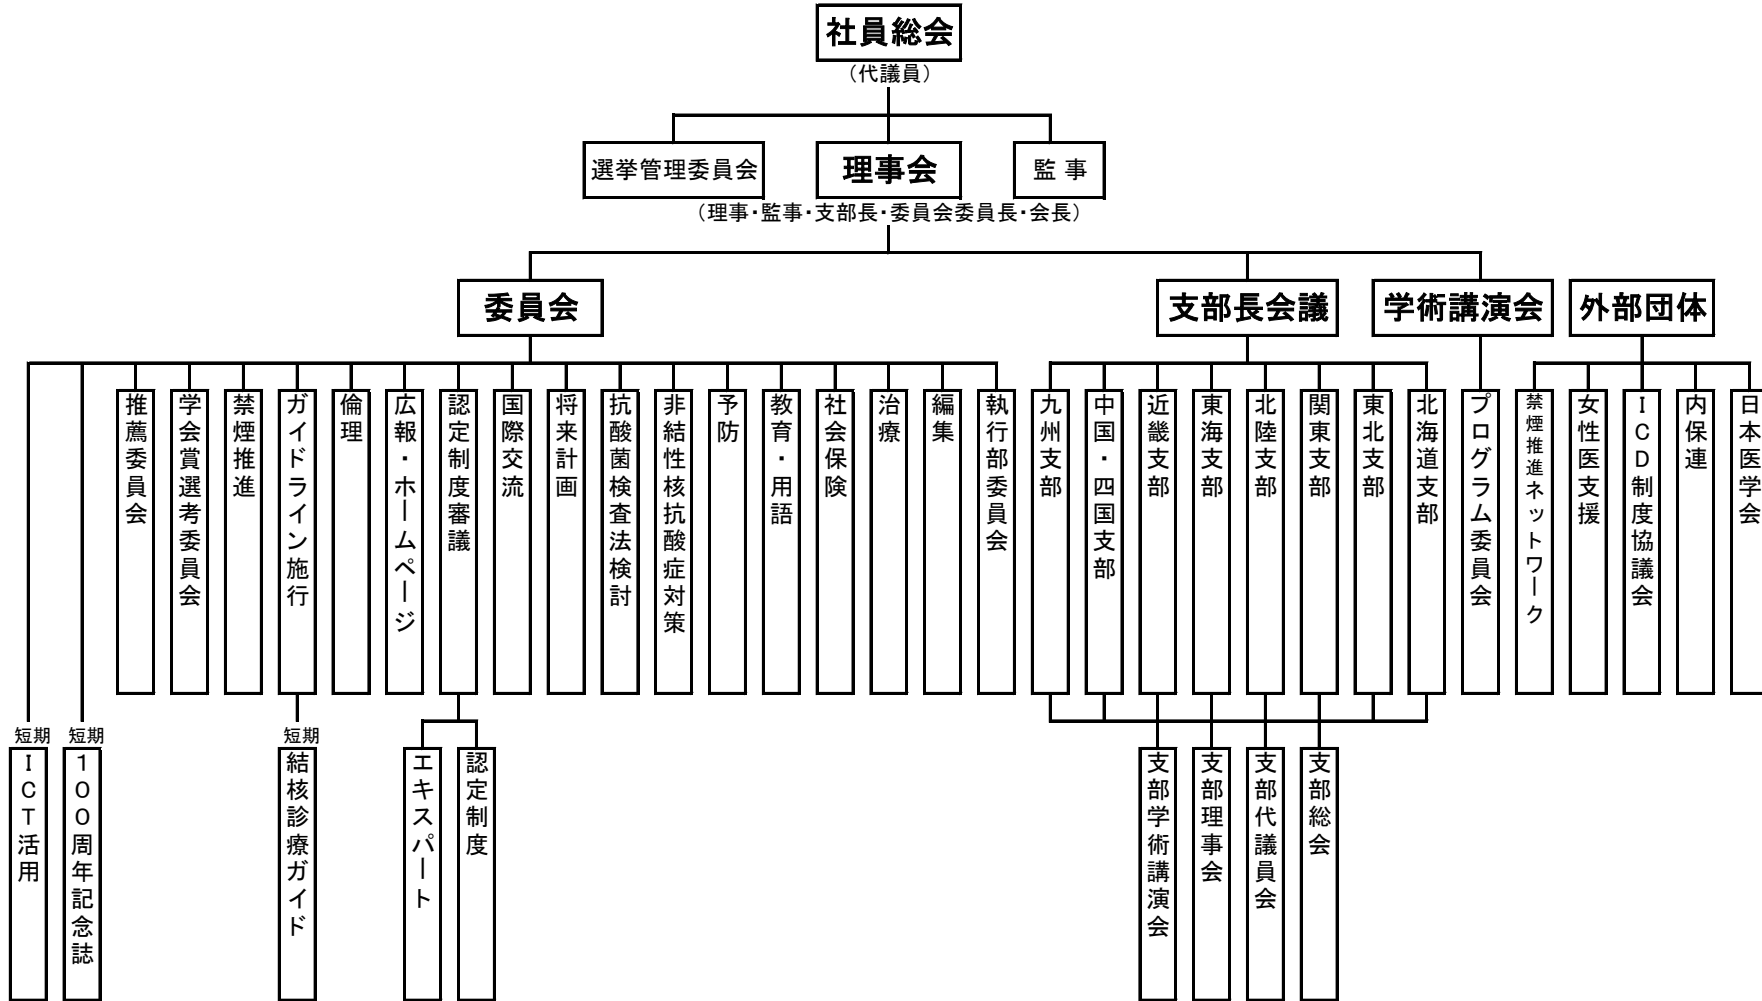 社員総会
（代議員）
選挙管理委員会
理事会
監 事
（理事・監事・支部長・委員会委員長・会長）
委員会
支部長会議
学術講演会
外部団体
推薦委員会
学会賞選考委員会
禁煙推進
ガイドライン施行
倫理
広報・ホームページ
認定制度審議
国際交流
将来計画
抗酸菌検査法検討
非結性核抗酸症対策
予防
教育・用語
社会保険
治療
編集
執行部委員会
九州支部
中国・四国支部
近畿支部
東海支部
北陸支部
関東支部
東北支部
北海道支部
プログラム委員会
禁煙推進ネットワーク
女性医支援
ICD制度協議会
内保連
日本医学会
短期
ICT活用
短期
100周年記念誌
短期
結核診療ガイド
エキスパート
認定制度
支部学術講演会
支部理事会
支部代議員会
支部総会